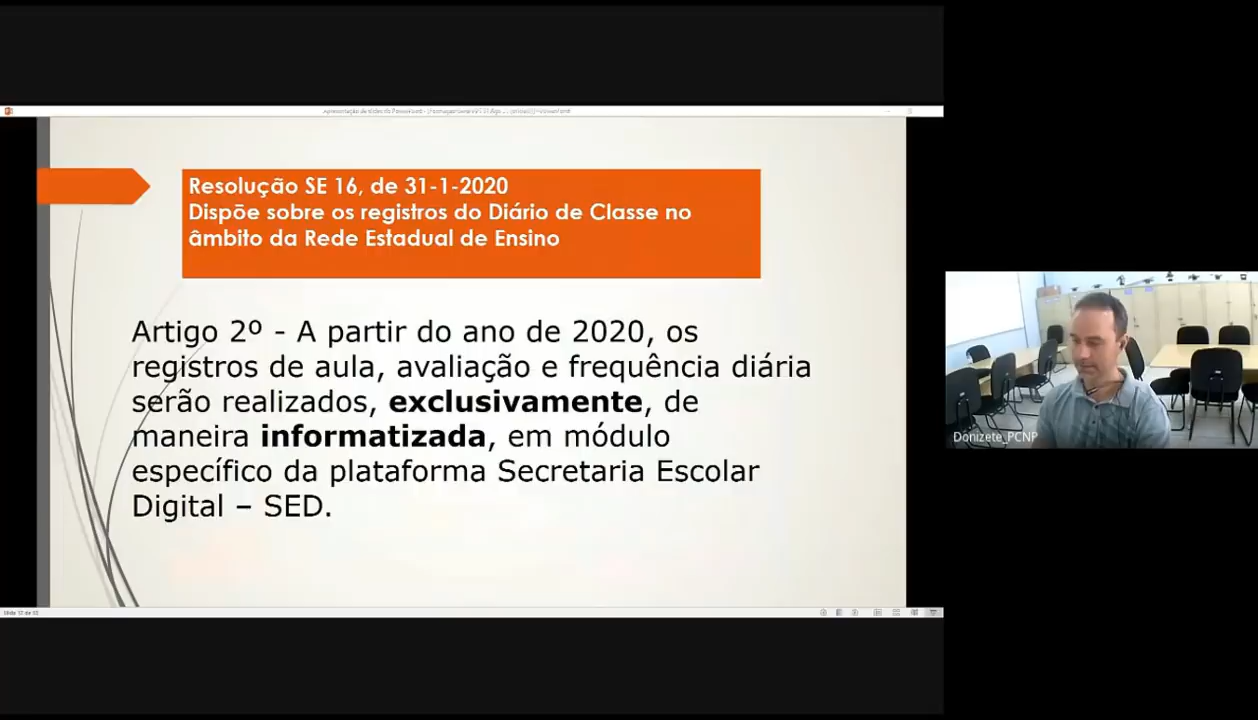 Resolução SE 16, de 31-1-2020
Dispõe sobre os registros do Diário de Classe no
âmbito da Rede Estadual de Ensino
Artigo 2º - A partir do ano de 2020, os
registros de aula, avaliação e frequência diária
serão realizados, exclusivamente, de
maneira informatizada, em módulo
específico da plataforma Secretaria Escolar
Digital – SED.
Donizete_PCNP